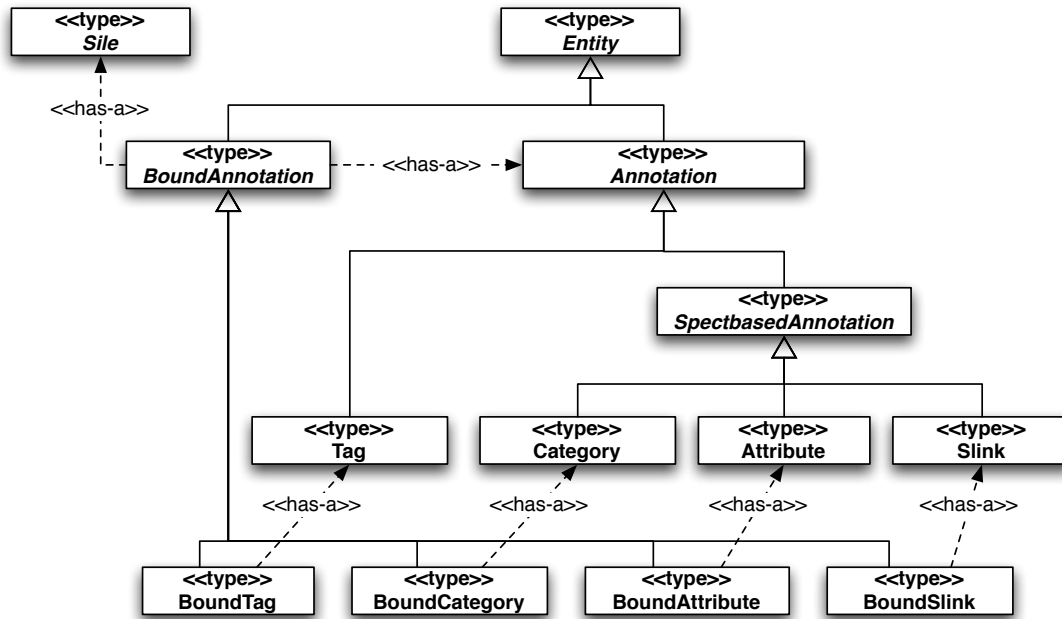 <<type>>
Sile
<<type>>
Entity
<<has-a>>
<<type>>
BoundAnnotation
<<has-a>>
<<type>>
Annotation
<<type>>
SpectbasedAnnotation
<<type>>
Tag
<<type>>
Category
<<type>>
Attribute
<<type>>
Slink
<<has-a>>
<<has-a>>
<<has-a>>
<<has-a>>
<<type>>
BoundTag
<<type>>
BoundCategory
<<type>>
BoundAttribute
<<type>>
BoundSlink